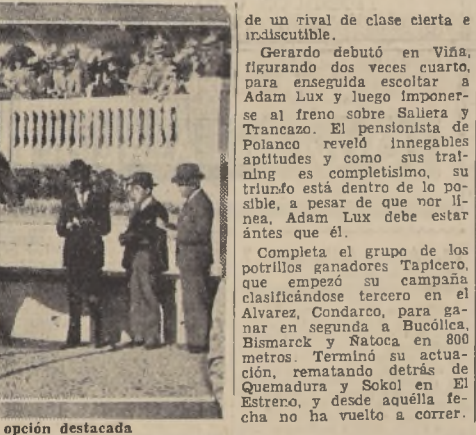 de un rival de clase cierta e
indiscutible.
Gerardo debutó en Viña,
figurando dos veces cuarto,
para enseguida escoltar a
Adam Lux y luego imponer-
se al freno sobre Saliera y
Trancazo. El pensionista de
Polanco reveló innegables
aptitudes y como sus trai-
ning es completísimo, su
triunfo está dentro de lo po-
sible, a pesar de que por lí-
nea, Adam Lux debe estar
ántes que él.
Completa el grupo de los
potrillos ganadores Tapicero,
que empezó su campaña
clasificándose tercero en el
Alvarez, Condarco, para ga-
nar en segunda a Bucólica,
Bismarck y Ñatoca en 800
metros. Terminó su actua-
ción, rematando detrás de
Quemadura y Sokol en El
Estreno, y desde aquélla fe-
cha no ha vuelto a correr.
opción destacada